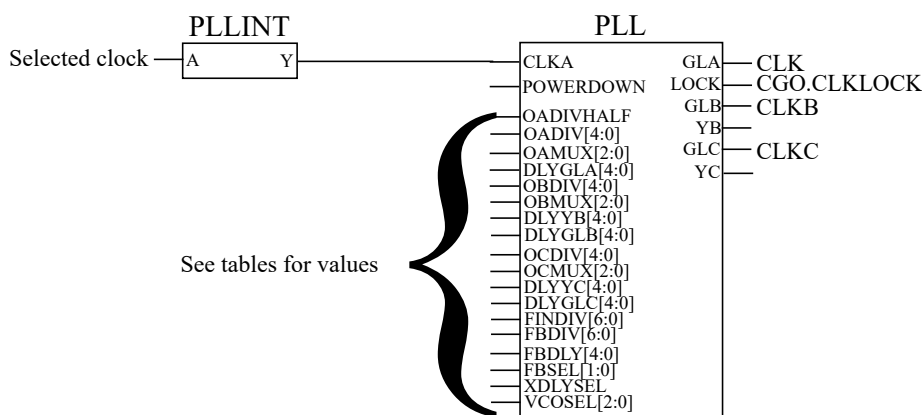 PLLINT
PLL
Selected clock
A
Y
CLKA
GLA
CLK
POWERDOWN
LOCK
CGO.CLKLOCK
GLB
CLKB
OADIVHALF
YB
OADIV[4:0]
GLC
CLKC
OAMUX[2:0]
YC
DLYGLA[4:0]
OBDIV[4:0]
OBMUX[2:0]
DLYYB[4:0]
DLYGLB[4:0]
OCDIV[4:0]
See tables for values
OCMUX[2:0]
DLYYC[4:0]
DLYGLC[4:0]
FINDIV[6:0]
FBDIV[6:0]
FBDLY[4:0]
FBSEL[1:0]
XDLYSEL
VCOSEL[2:0]